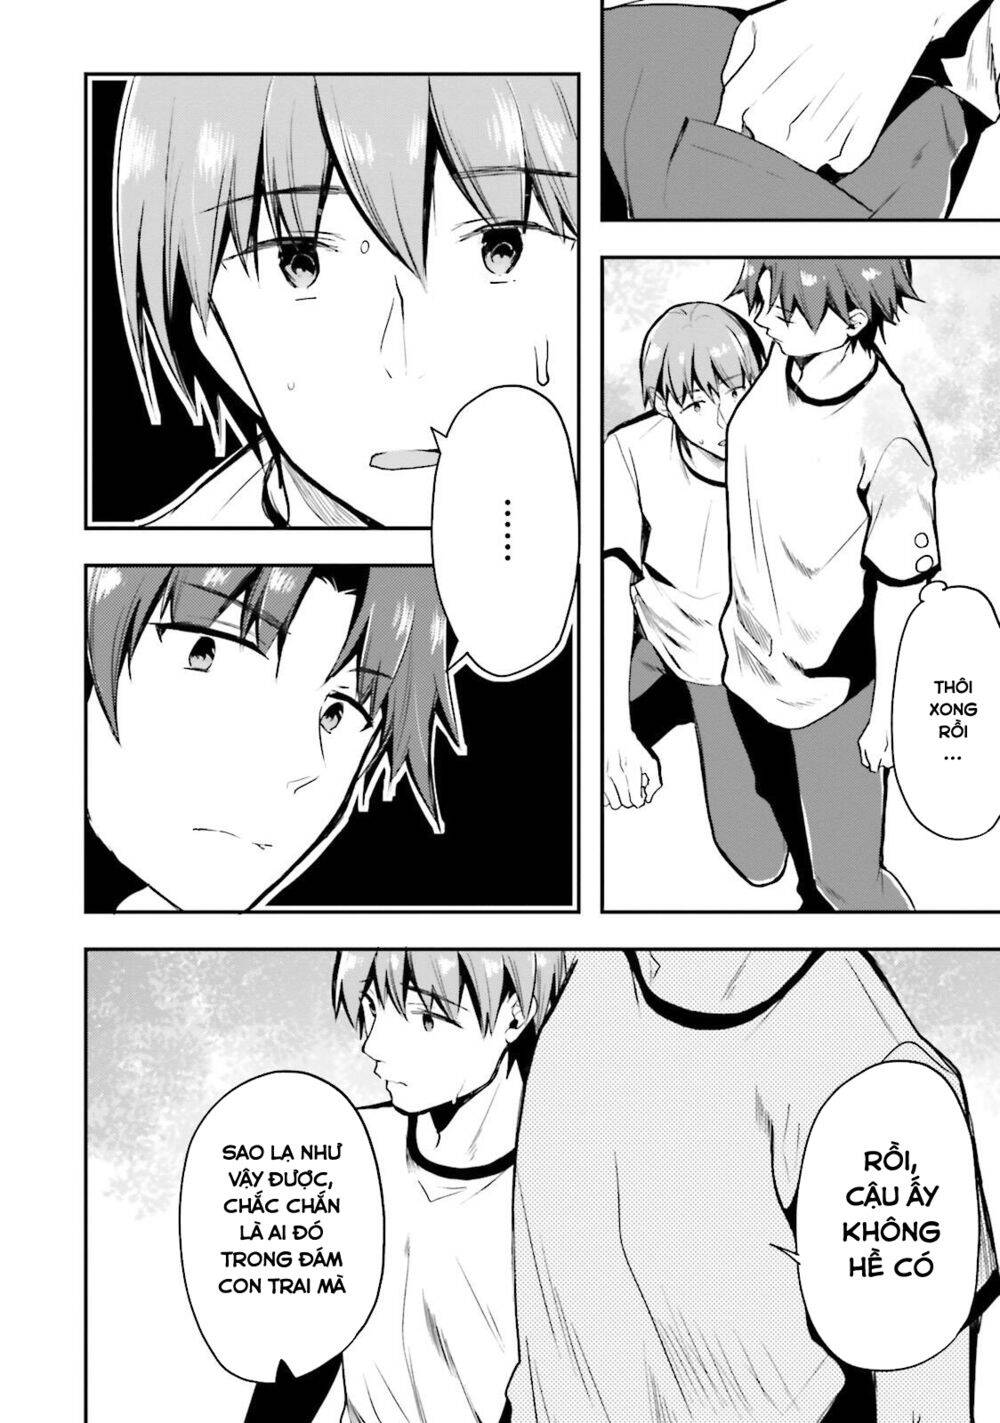 THÔI
XONG
RỒI
...
.......
RỒI,
CẬU ẤY
KHÔNG
HỀ CÓ
SAO LẠ NHƯ
VẬY ĐƯỢC,
CHẮC CHẮN
LÀ AI ĐÓ
TRONG ĐÁM
CON TRAI MÀ